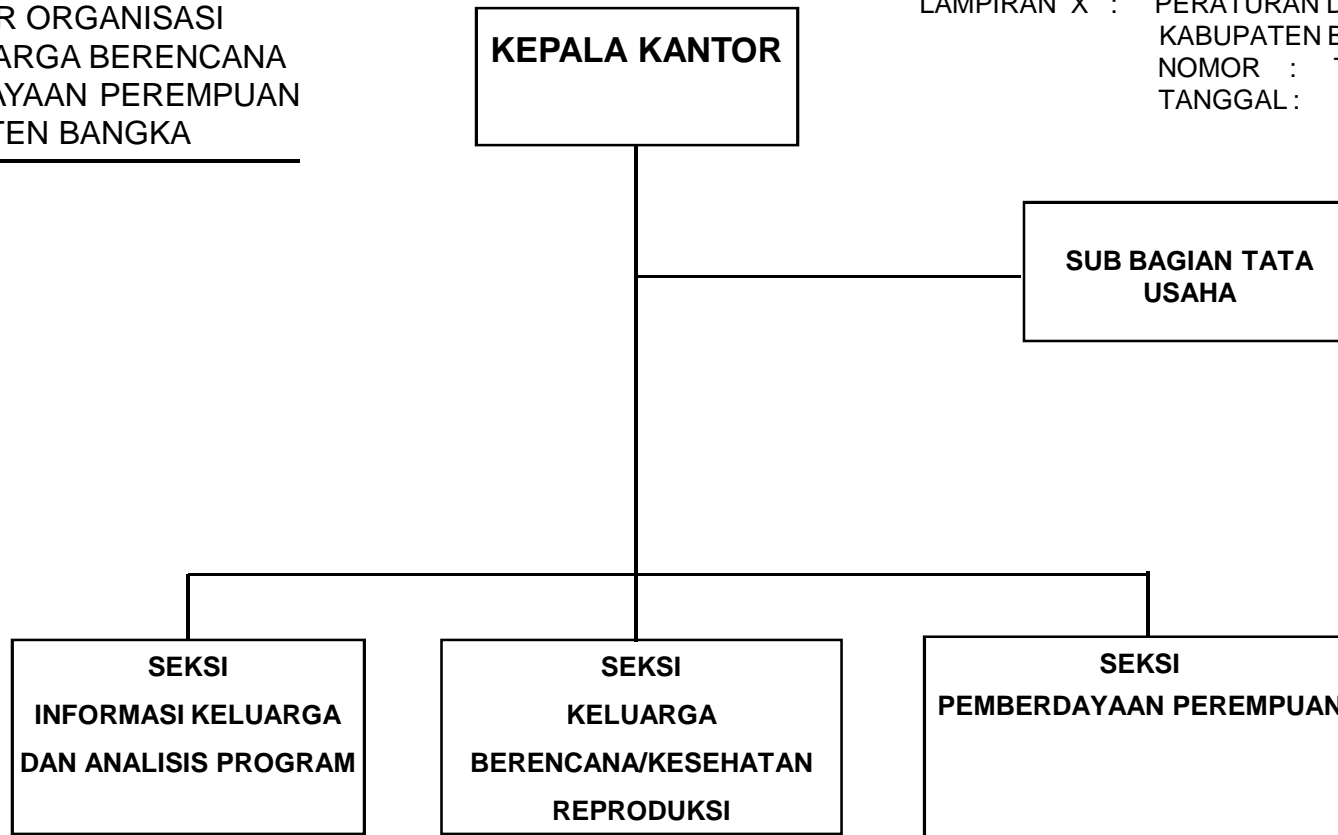 R ORGANISASI
ARGA BERENCANA
AYAAN PEREMPUAN
TEN BANGKA
LAMPIRAN X : PERATURAN D
KABUPATEN B
NOMOR : T
TANGGAL :
KEPALA KANTOR
SUB BAGIAN TATA
USAHA
SEKSI
INFORMASI KELUARGA
DAN ANALISIS PROGRAM
SEKSI
KELUARGA
BERENCANA/KESEHATAN
REPRODUKSI
SEKSI
PEMBERDAYAAN PEREMPUAN